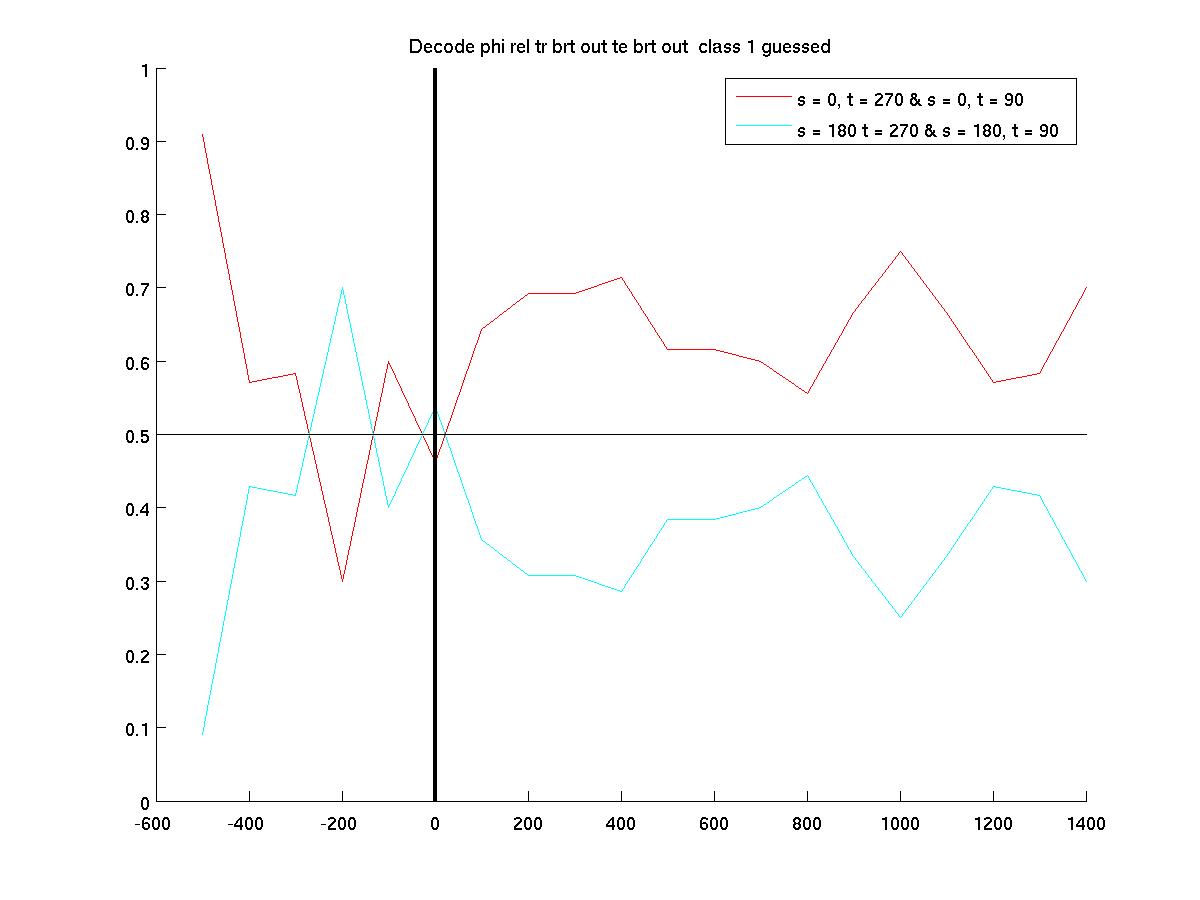 Decode phi rel tr brt out te brt out  class 1 guessed
s = 0, t = 270 & s = 0, t = 90
s = 180 t = 270 & s = 180, t = 90
1
0.9
0.8
0.7
0.6
0.5
0.4
0.3
0.2
0.1
0
-600 -400 -200 0 200 400 600 800 1000 1200 1400